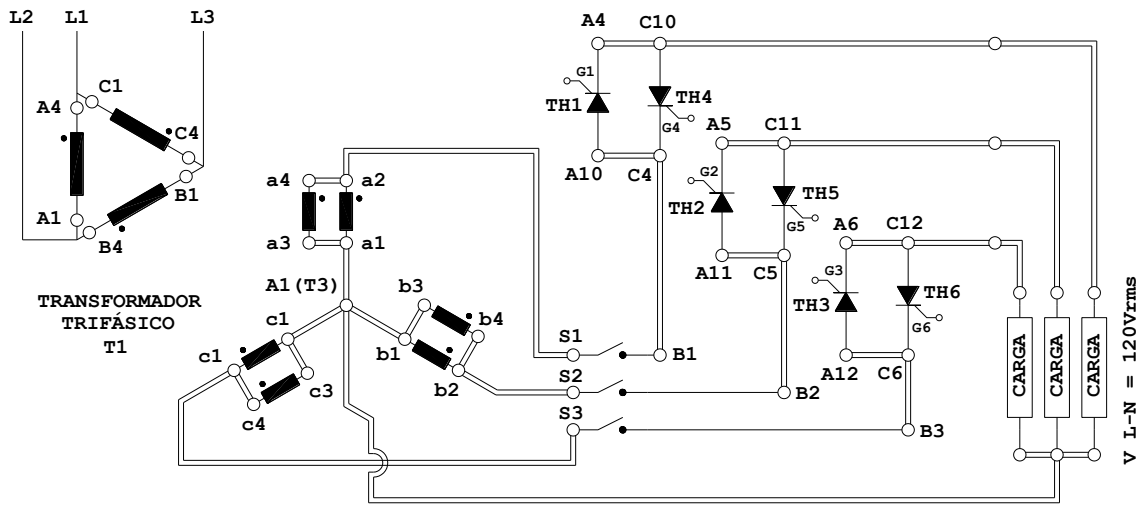 L2 L1 L3
A4 C10
C1
G1
A4
TH1 TH4
G4
A5 C11
C4
A10 C4
G2
a4 a2
B1
TH2 TH5
G5
A1
A6 C12
B4
a3 a1
A11 C5
G3
A1(T3)
b3
TH3 TH6
G6
TRANSFORMADOR
TRIFÁSICO
T1
c1
b4
c1
b1
S1
B1
A12 C6
c3
b2
S2
B2
c4
S3
B3
CARGA CARGA CARGA
V L-N = 120Vrms